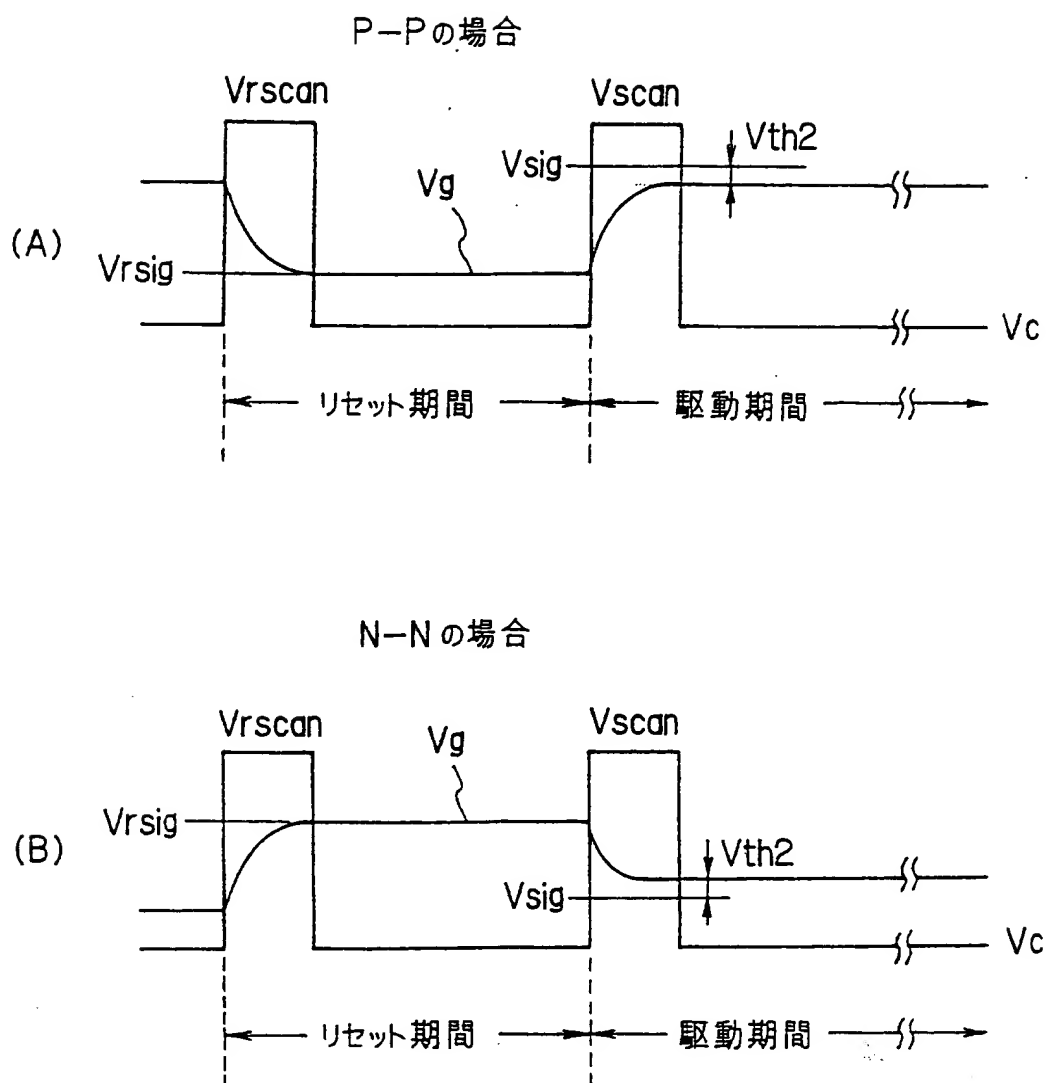 P-Pの場合
Vrscan
Vscan
Vth2
Vsig
Vg
(A)
Vrsig
Vc
リセット期間
駆動期間
N-Nの場合
Vrscan
Vscan
Vg
Vrsig
(B)
Vth2
Vsig
Vc
リセット期間
駆動期間